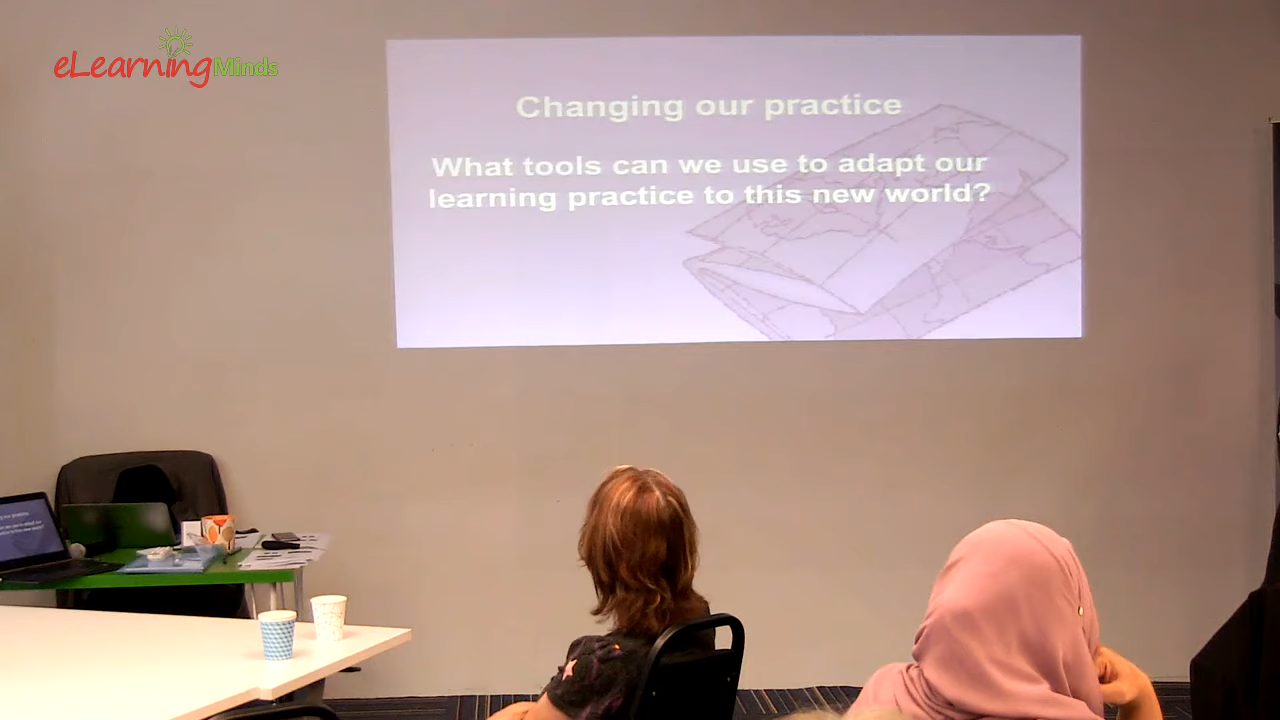 eLearningMinds
Changing our practice
What tools can we use to adapt our
learning practice to this new world?